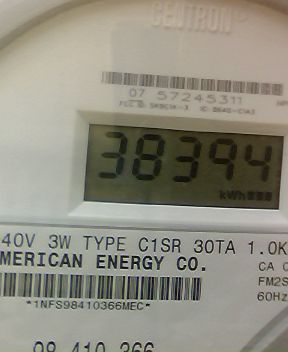 CENTRON®
07 57245311
38394
kWh
40V 3W TYPE C1SR 30TA 1.0K
MERICAN ENERGY CO.
CA 0
FM2S
60Hz
*1NFS98410366MEC*
98 410 366